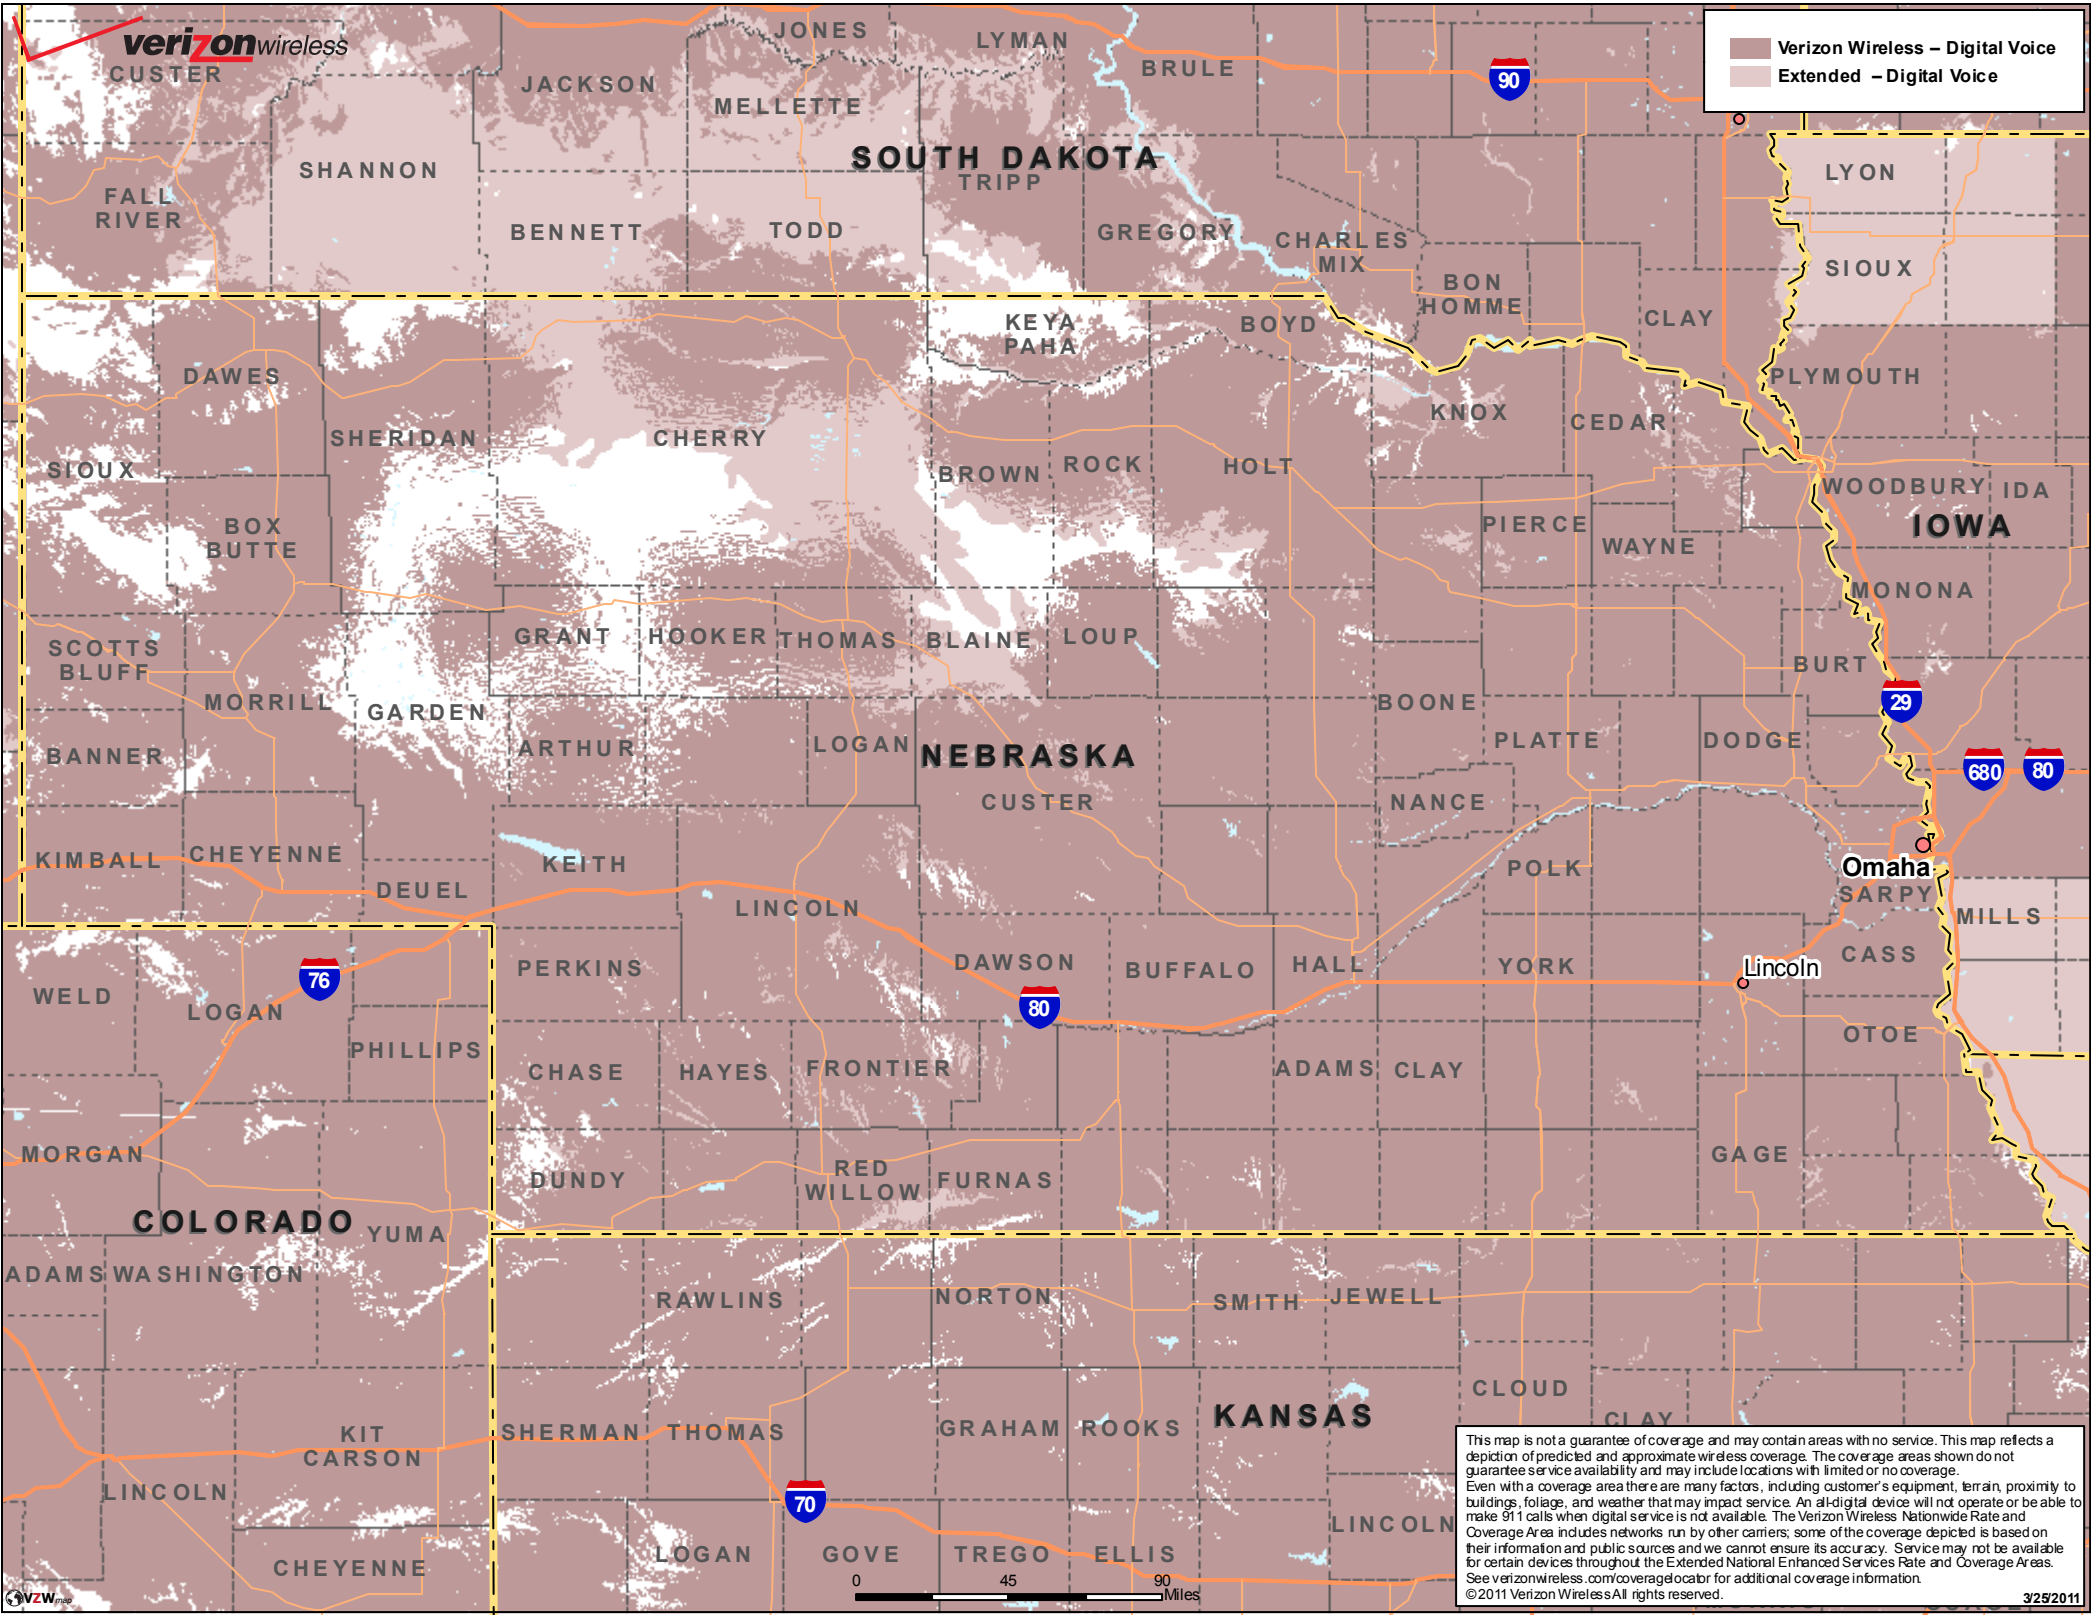 verizonwireless
Verizon Wireless – Digital Voice
Extended – Digital Voice
JONES
LYMAN
CUSTER
JACKSON
BRULE
90
MELLETTE
SOUTH DAKOTA
SHANNON
TRIPP
LYON
FALL
RIVER
BENNETT
TODD
GREGORY
CHARLES
MIX
SIOUX
BON
HOMME
KEYA
PAHA
BOYD
CLAY
DAWES
PLYMOUTH
SHERIDAN
CHERRY
KNOX
CEDAR
SIOUX
BROWN
ROCK
HOLT
WOODBURY
IDA
BOX
BUTTE
PIERCE
WAYNE
IOWA
MONONA
SCOTTS
BLUFF
GRANT
HOOKER
THOMAS
BLAINE
LOUP
BURT
MORRILL
GARDEN
BOONE
29
BANNER
ARTHUR
LOGAN
NEBRASKA
PLATTE
DODGE
680
80
CUSTER
NANCE
KIMBALL
CHEYENNE
KEITH
POLK
Omaha
DEUEL
LINCOLN
SARPY
MILLS
WELD
76
PERKINS
DAWSON
BUFFALO
HALL
YORK
Lincoln
CASS
LOGAN
80
PHILLIPS
CHASE
HAYES
FRONTIER
ADAMS
CLAY
OTOE
MORGAN
DUNDY
RED
WILLOW
FURNAS
GAGE
COLORADO
YUMA
ADAMS
WASHINGTON
RAWLINS
NORTON
SMITH
JEWELL
KANSAS
CLOUD
CLAY
KIT
CARSON
SHERMAN
THOMAS
GRAHAM
ROOKS
LINCOLN
70
LINCOLN
CHEYENNE
LOGAN
GOVE
TREGO
ELLIS
0 45 90
Miles
This map is not a guarantee of coverage and may contain areas with no service. This map reflects a
depiction of predicted and approximate wireless coverage. The coverage areas shown do not
guarantee service availability and may include locations with limited or no coverage.
Even with a coverage area there are many factors, including customer's equipment, terrain, proximity to
buildings, foliage, and weather that may impact service. An all-digital device will not operate or be able to
make 911 calls when digital service is not available. The Verizon Wireless Nationwide Rate and
Coverage Area includes networks run by other carriers; some of the coverage depicted is based on
their information and public sources and we cannot ensure its accuracy. Service may not be available
for certain devices throughout the Extended National Enhanced Services Rate and Coverage Areas.
See verizonwireless.com/coveragelocator for additional coverage information.
©2011 Verizon Wireless All rights reserved.
3/25/2011
VZWmap